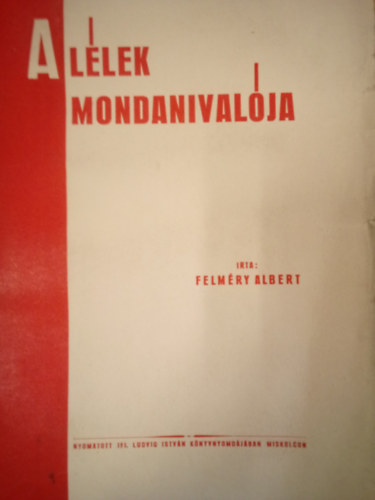 A LÉLEK
MONDANIVALÓJA
IRTA:
FELMÉRY ALBERT
NYOMATOTT IFJ. LUDVIG ISTVÁN KÖNYVNYOMDÁJÁBAN MISKOLCON